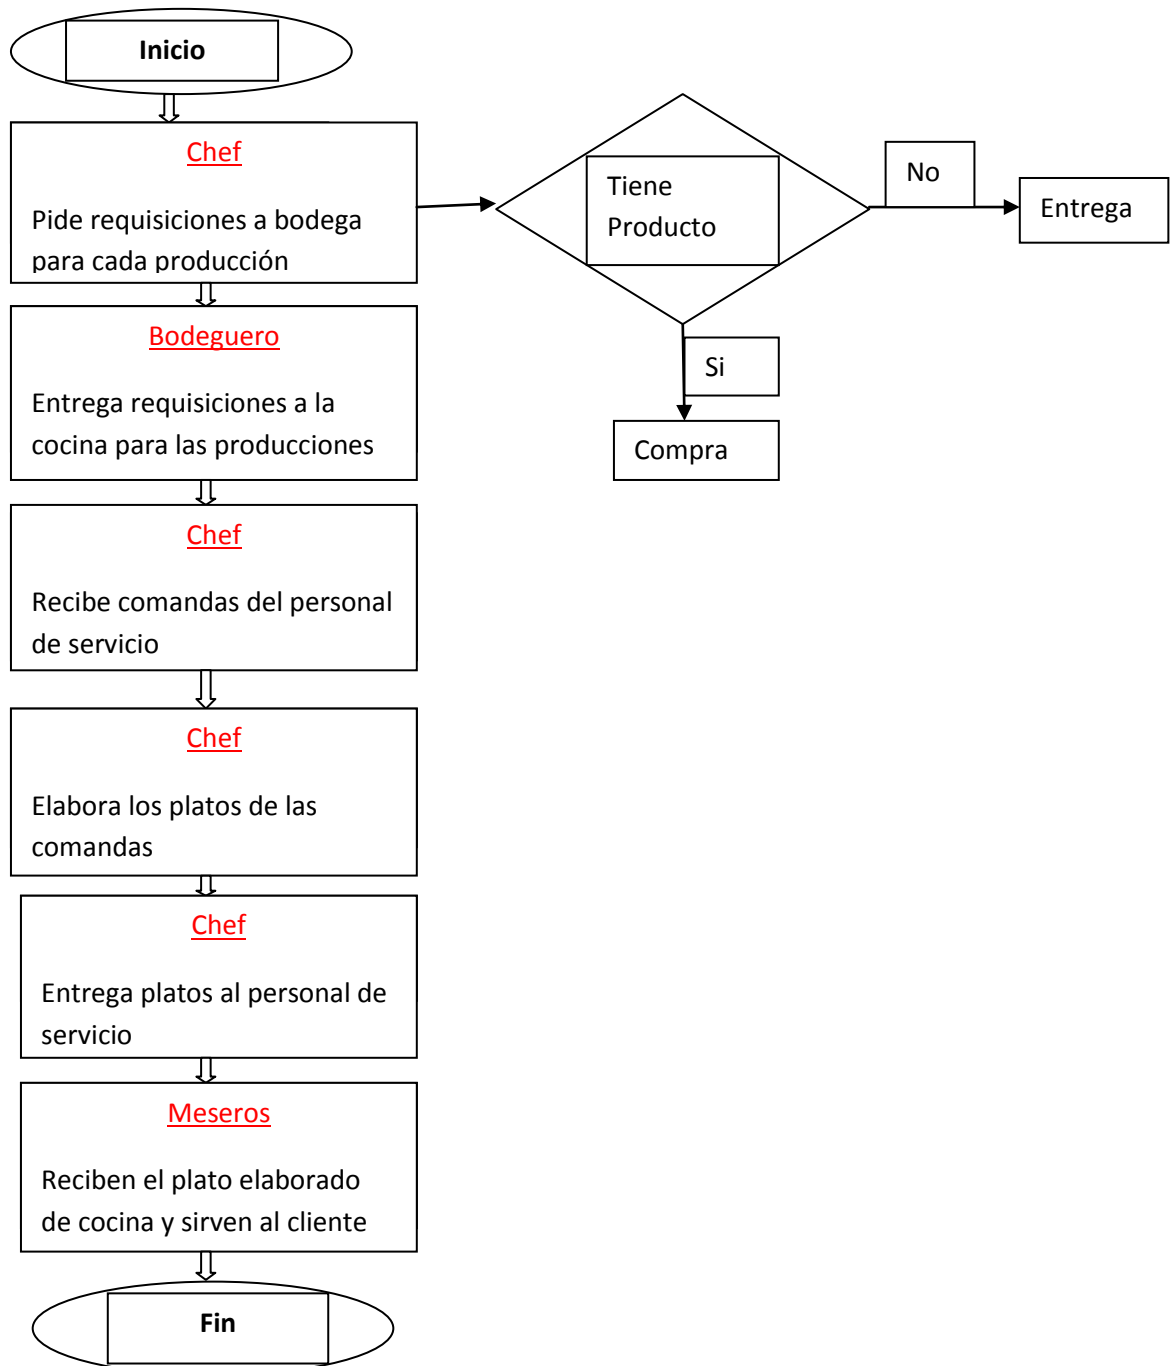 Inicio
Chef
Pide requisiciones a bodega
para cada producción
Tiene
Producto
No
Entrega
Si
Compra
Bodeguero
Entrega requisiciones a la
cocina para las producciones
Chef
Recibe comandas del personal
de servicio
Chef
Elabora los platos de las
comandas
Chef
Entrega platos al personal de
servicio
Meseros
Reciben el plato elaborado
de cocina y sirven al cliente
Fin